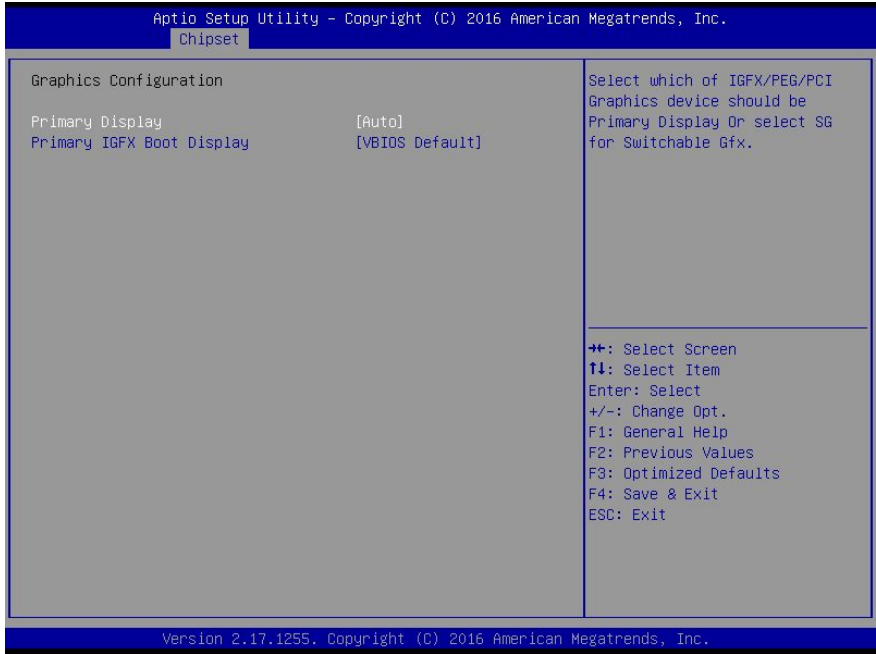 Aptio Setup Utility – Copyright (C) 2016 American Megatrends, Inc.
Chipset
Graphics Configuration
Primary Display [Auto]
Primary IGFX Boot Display [VBIOS Default]
Select which of IGFX/PEG/PCI
Graphics device should be
Primary Display Or select SG
for Switchable Gfx.
→←: Select Screen
↑↓: Select Item
Enter: Select
+/-: Change Opt.
F1: General Help
F2: Previous Values
F3: Optimized Defaults
F4: Save & Exit
ESC: Exit
Version 2.17.1255. Copyright (C) 2016 American Megatrends, Inc.